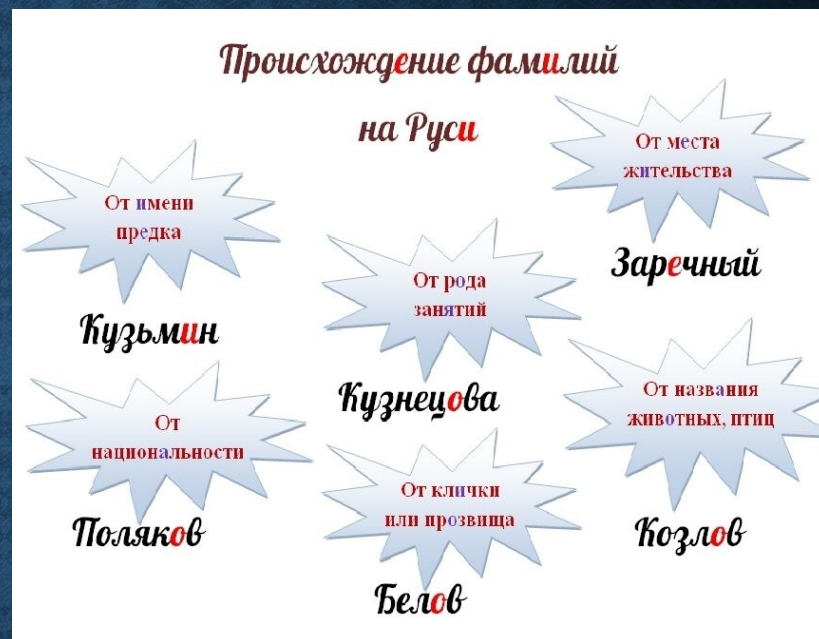 Происхождение фамилий
на Руси
От места
жительства
Заречный
От имени
предка
Кузьмин
От рода
занятий
Кузнецова
От названия
животных, птиц
Козлов
От
национальности
Поляков
От клички
или прозвища
Белов